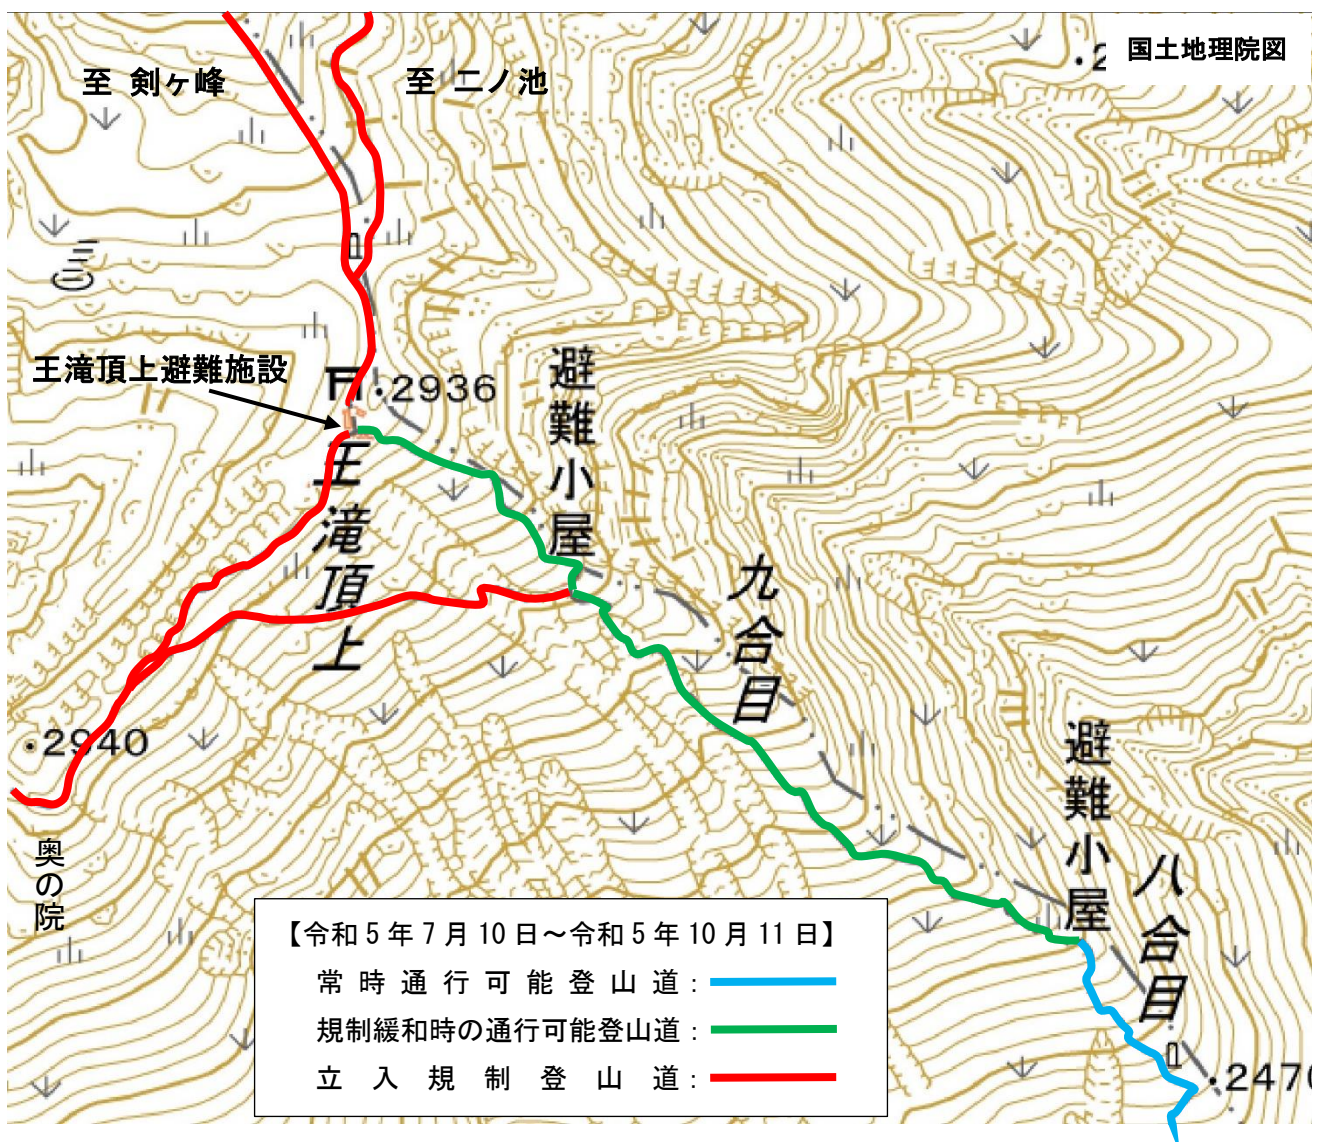 国土地理院図
至 剣ヶ峰
至 二ノ池
王滝頂上避難施設
2936
避難小屋
王滝頂上
九合目
2940
奥の院
避難小屋
八合目
【令和5年7月10日～令和5年10月11日】
常時通行可能登山道：
規制緩和時の通行可能登山道：
立入規制登山道：